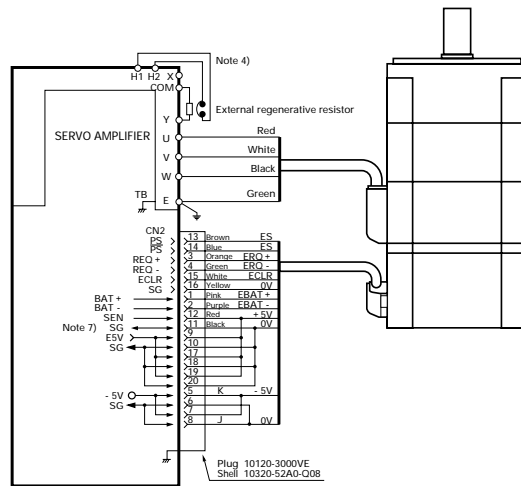 Note 4)
H1 H2 X
COM
External regenerative resistor
Y
SERVO AMPLIFIER
U Red
V White
W Black
TB E Green
CN2
PS 13 Brown ES
PS 14 Blue ES
REQ + 3 Orange ERQ +
REQ - 4 Green ERQ -
ECLR 15 White ECLR
SG 16 Yellow 0V
BAT + 1 Pink EBAT +
BAT - 2 Purple EBAT -
SEN 12 Red + 5V
Note 7) SG 11 Black 0V
E5V 9
SG 10
17
18
19
20
- 5V 5 K - 5V
SG 6
7
8 J 0V
Plug 10120-3000VE
Shell 10320-52A0-Q08